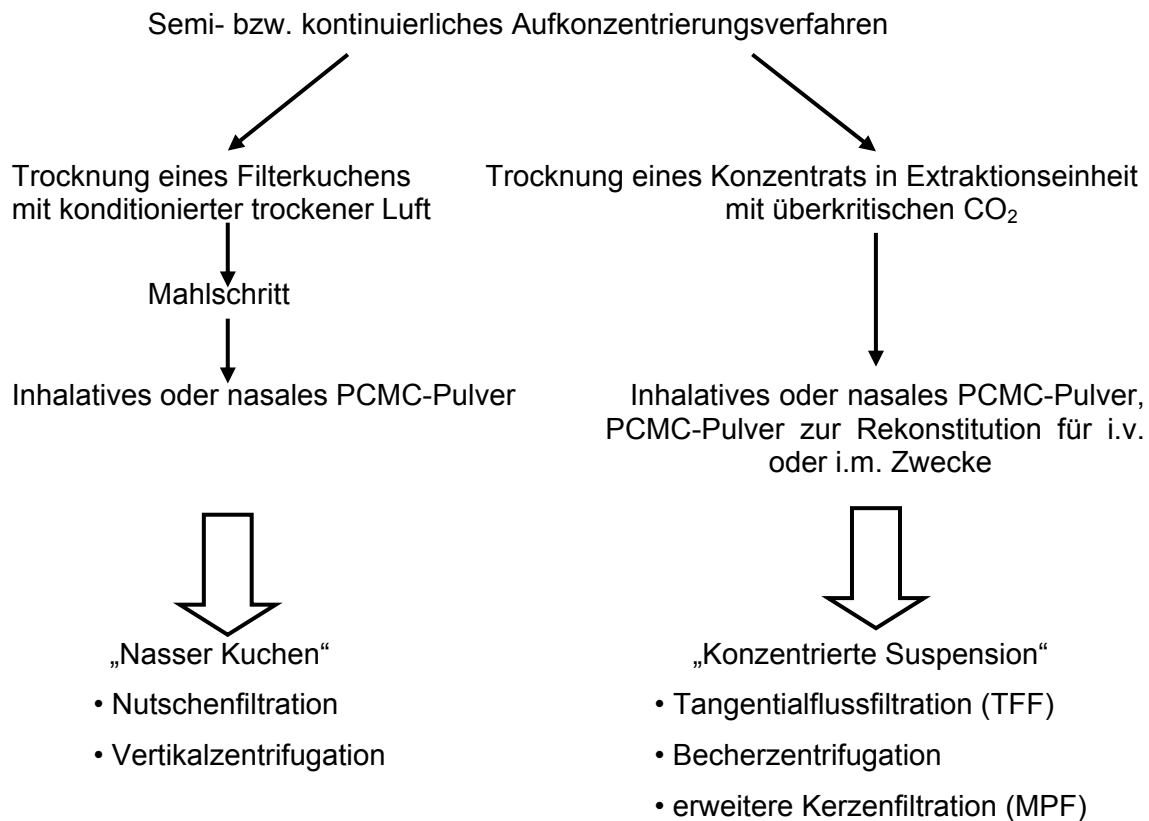 Semi- bzw. kontinuierliches Aufkonzentrierungsverfahren
Trocknung eines Filterkuchens
mit konditionierter trockener Luft
Mahlschritt
Inhalatives oder nasales PCMC-Pulver
Trocknung eines Konzentrats in Extraktionseinheit
mit überkritischen CO₂
Inhalatives oder nasales PCMC-Pulver,
PCMC-Pulver zur Rekonstitution für i.v.
oder i.m. Zwecke
„Nasser Kuchen“
• Nutschenfiltration
• Vertikalzentrifugation
„Konzentrierte Suspension“
• Tangentialflussfiltration (TFF)
• Becherzentrifugation
• erweitere Kerzenfiltration (MPF)